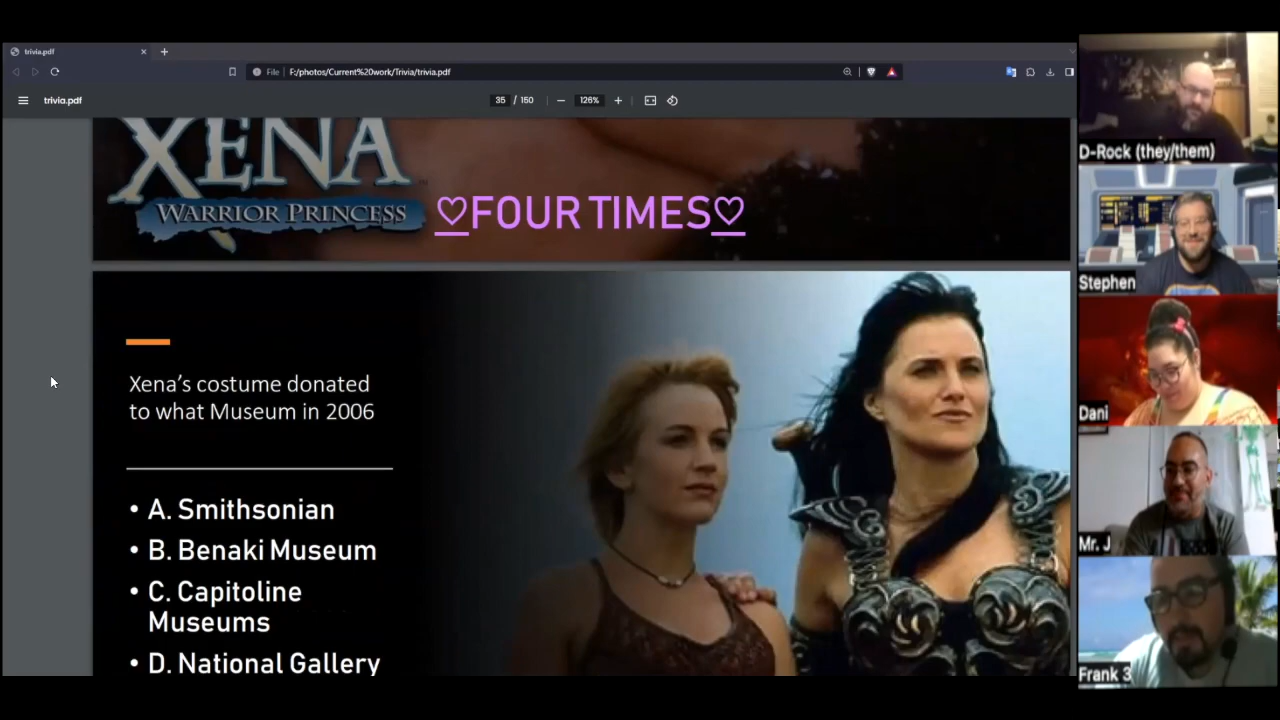 trivia.pdf
File | F:/photos/Current%20work/Trivia/trivia.pdf
trivia.pdf
35 / 150
126%
XENA
WARRIOR PRINCESS
♡FOUR TIMES♡
Xena’s costume donated
to what Museum in 2006
• A. Smithsonian
• B. Benaki Museum
• C. Capitoline
Museums
• D. National Gallery
D-Rock (they/them)
Stephen
Dani
Mr. J
Frank 3